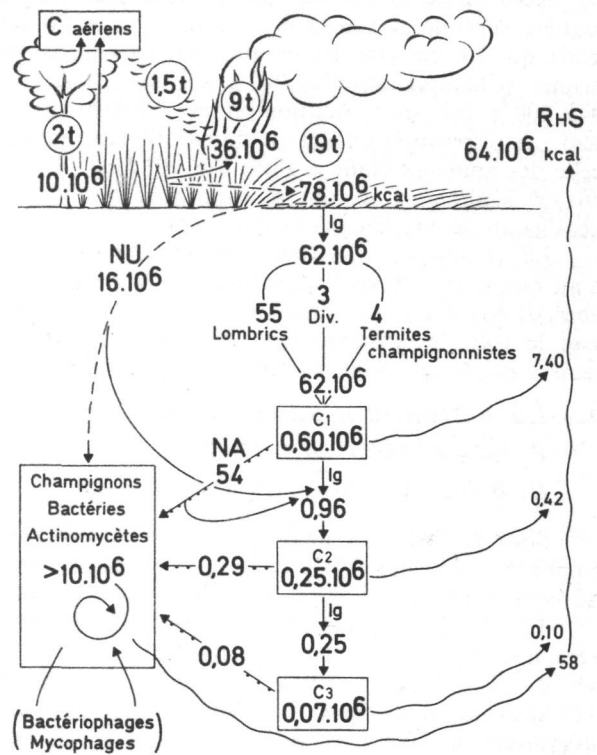 C aériens
1,5t
9t
2t
19t
RHS
36.10⁶
64.10⁶ kcal
10.10⁶
78.10⁶ kcal
Ig
NU
16.10⁶
62.10⁶
55
Lombrics
3
Div.
4
Termites
champignonnistes
62.10⁶
7,40
C1
0,60.10⁶
NA
54
Ig
Champignons
Bactéries
Actinomycètes
>10.10⁶
0,96
0,42
0,29
C2
0,25.10⁶
Ig
0,25
0,08
0,10
58
C3
0,07.10⁶
(Bactériophages
Mycophages)